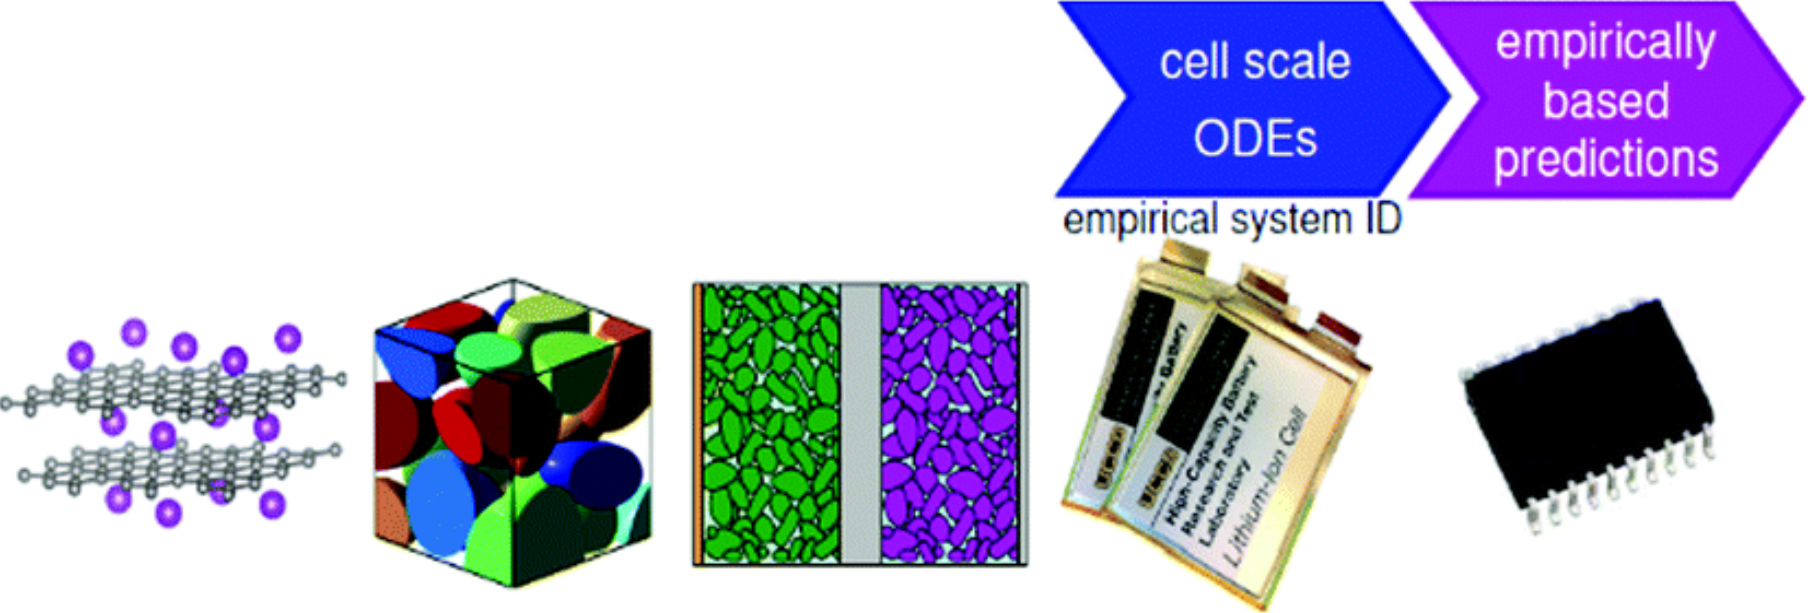 cell scale
ODEs
empirically
based
predictions
empirical system ID
Battery
High-Capacity Battery
Research and Test
Laboratory
Lithium-Ion Cell